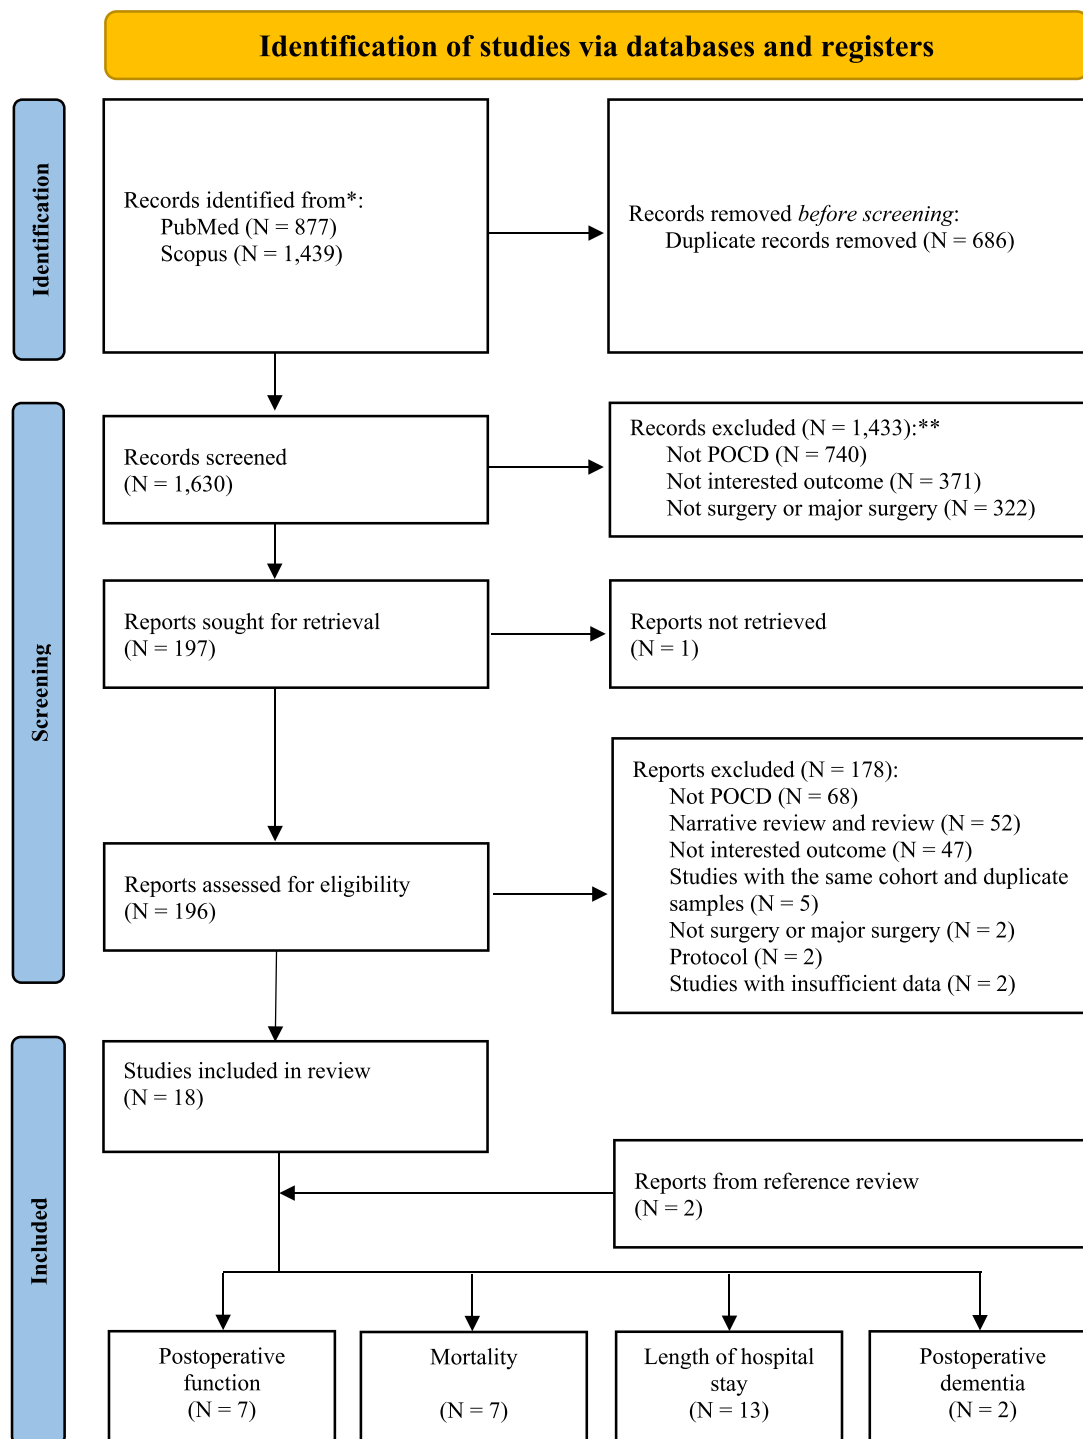 Identification of studies via databases and registers
Identification
Records identified from*:
PubMed (N = 877)
Scopus (N = 1,439)
Records removed before screening:
Duplicate records removed (N = 686)
Screening
Records screened
(N = 1,630)
Records excluded (N = 1,433):**
Not POCD (N = 740)
Not interested outcome (N = 371)
Not surgery or major surgery (N = 322)
Reports sought for retrieval
(N = 197)
Reports not retrieved
(N = 1)
Reports assessed for eligibility
(N = 196)
Reports excluded (N = 178):
Not POCD (N = 68)
Narrative review and review (N = 52)
Not interested outcome (N = 47)
Studies with the same cohort and duplicate
samples (N = 5)
Not surgery or major surgery (N = 2)
Protocol (N = 2)
Studies with insufficient data (N = 2)
Included
Studies included in review
(N = 18)
Reports from reference review
(N = 2)
Postoperative
function
(N = 7)
Mortality
(N = 7)
Length of hospital
stay
(N = 13)
Postoperative
dementia
(N = 2)